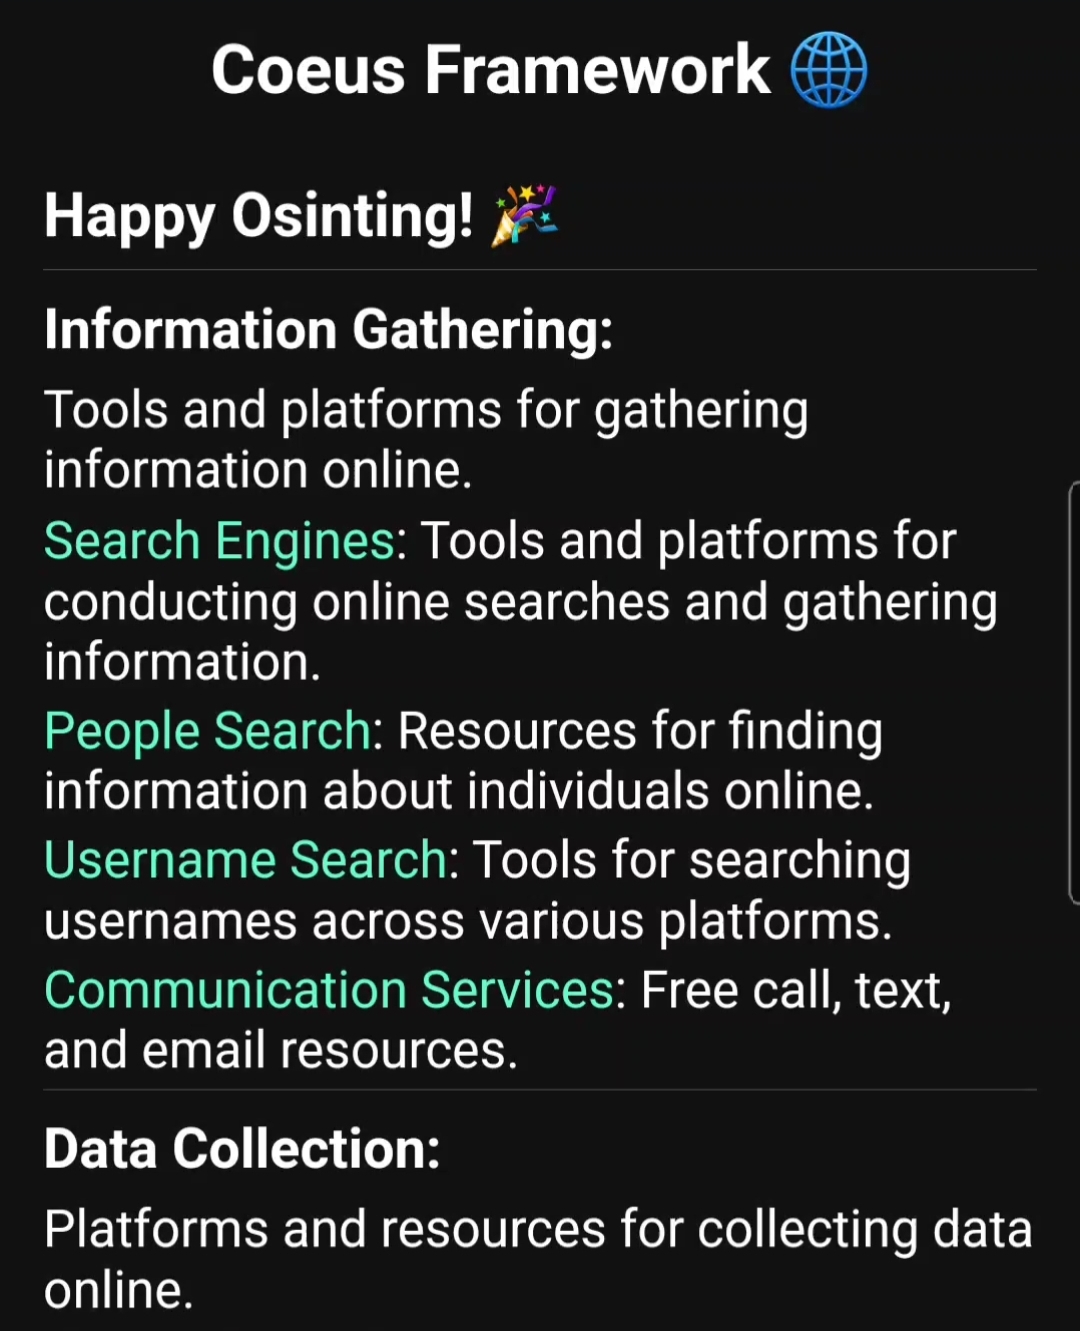 Coeus Framework 🌐
Happy Osinting! 🎉
Information Gathering:
Tools and platforms for gathering
information online.
Search Engines: Tools and platforms for
conducting online searches and gathering
information.
People Search: Resources for finding
information about individuals online.
Username Search: Tools for searching
usernames across various platforms.
Communication Services: Free call, text,
and email resources.
Data Collection:
Platforms and resources for collecting data
online.